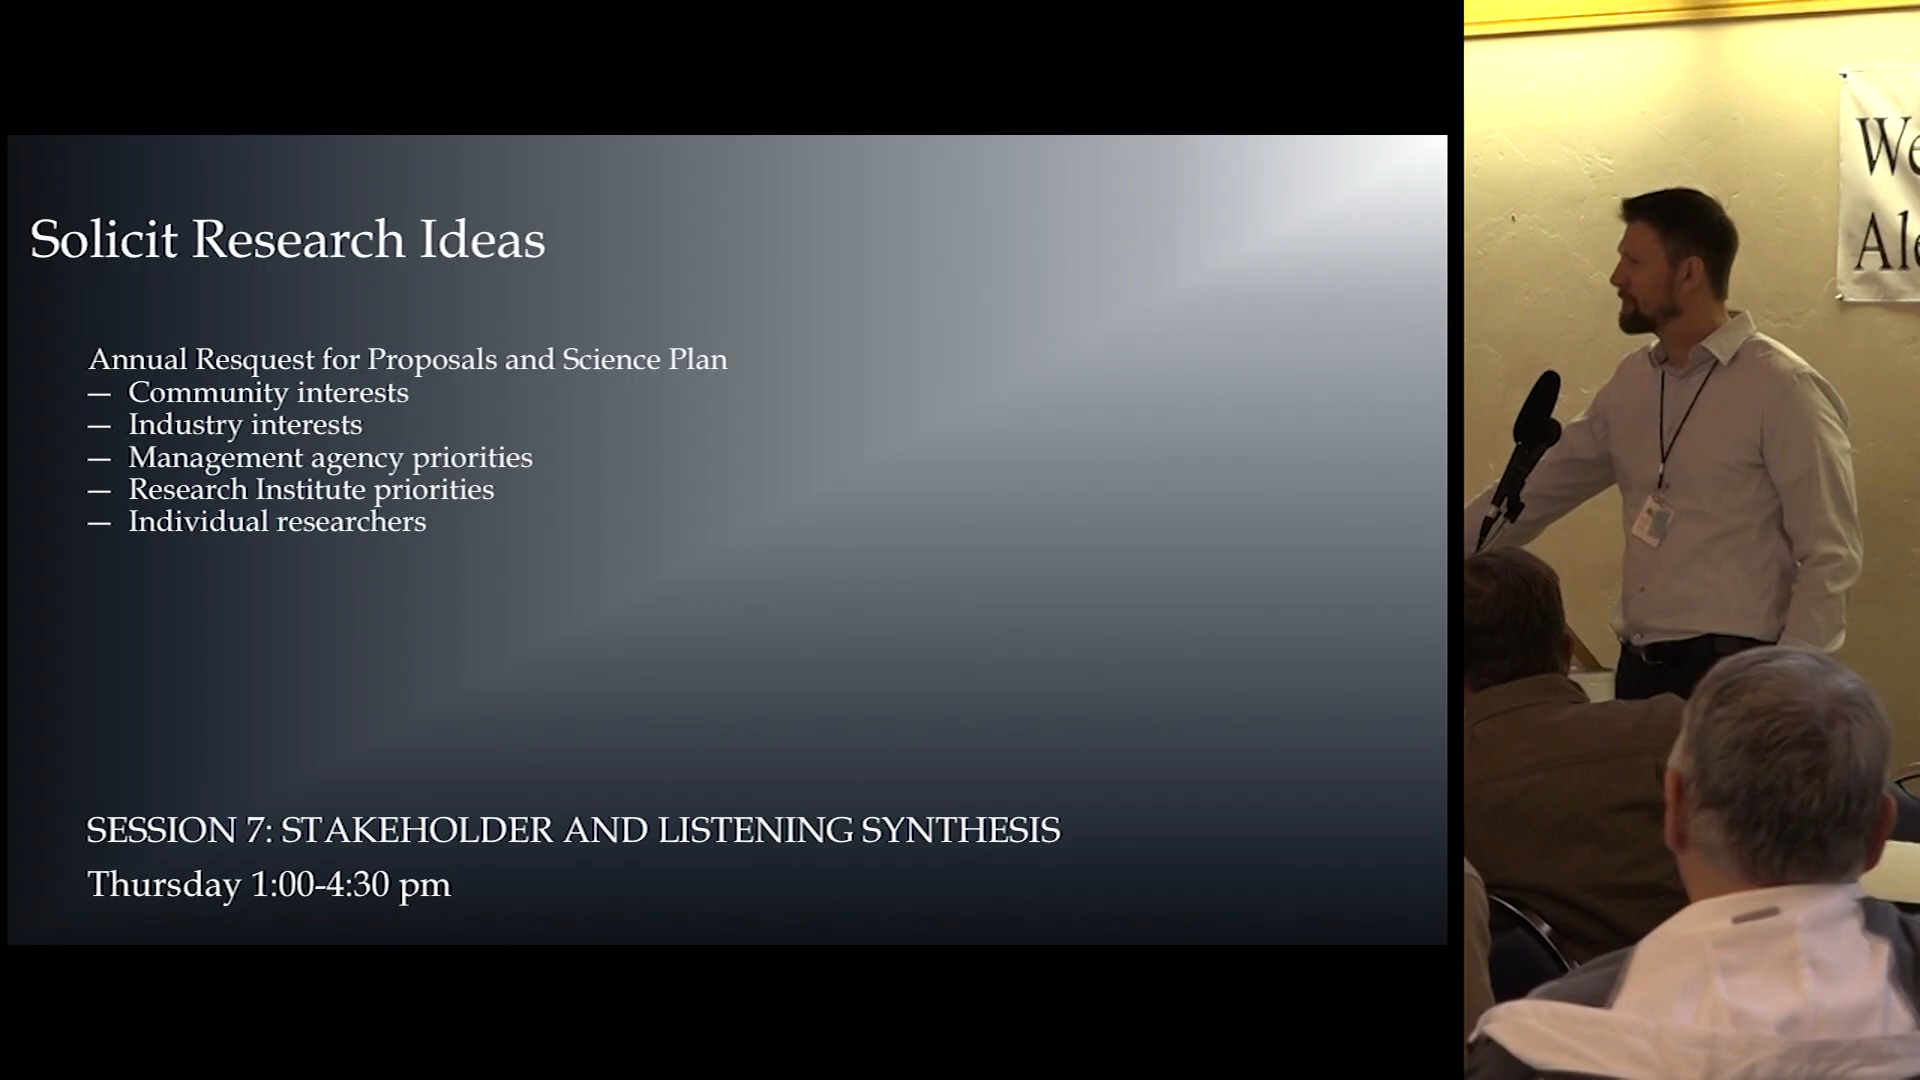 Solicit Research Ideas
Annual Resquest for Proposals and Science Plan
— Community interests
— Industry interests
— Management agency priorities
— Research Institute priorities
— Individual researchers
SESSION 7: STAKEHOLDER AND LISTENING SYNTHESIS
Thursday 1:00-4:30 pm
We
Ale